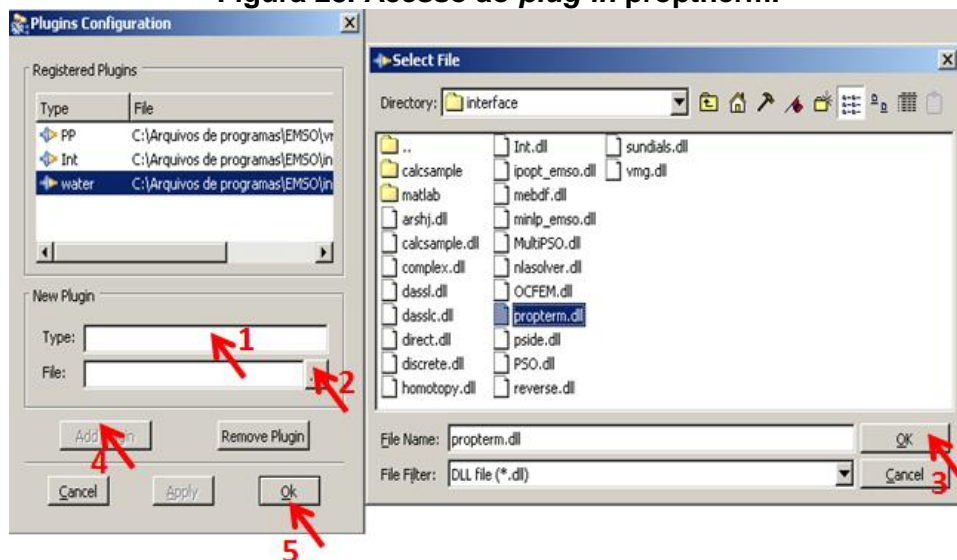 Figura 23. Acesso ao plug-in proptherm.
Plugins Configuration
Registered Plugins
Type File
PP C:\Arquivos de programas\EMSO\vr
Int C:\Arquivos de programas\EMSO\in
water C:\Arquivos de programas\EMSO\in
New Plugin
Type: 1
File: 2
Add Remove Plugin
4
Cancel Apply Ok
5
Select File
Directory: interface
..
calcsample
matlab
arshj.dll
calcsample.dll
complex.dll
dassl.dll
dasslc.dll
direct.dll
discrete.dll
homotopy.dll
Int.dll
ipopt_emso.dll
mebdf.dll
minlp_emso.dll
MultiPSO.dll
nlasolver.dll
OCFEM.dll
propterm.dll
pside.dll
PSO.dll
reverse.dll
sundials.dll
vmg.dll
File Name: propterm.dll OK
File Filter: DLL file (*.dll) Cancel 3